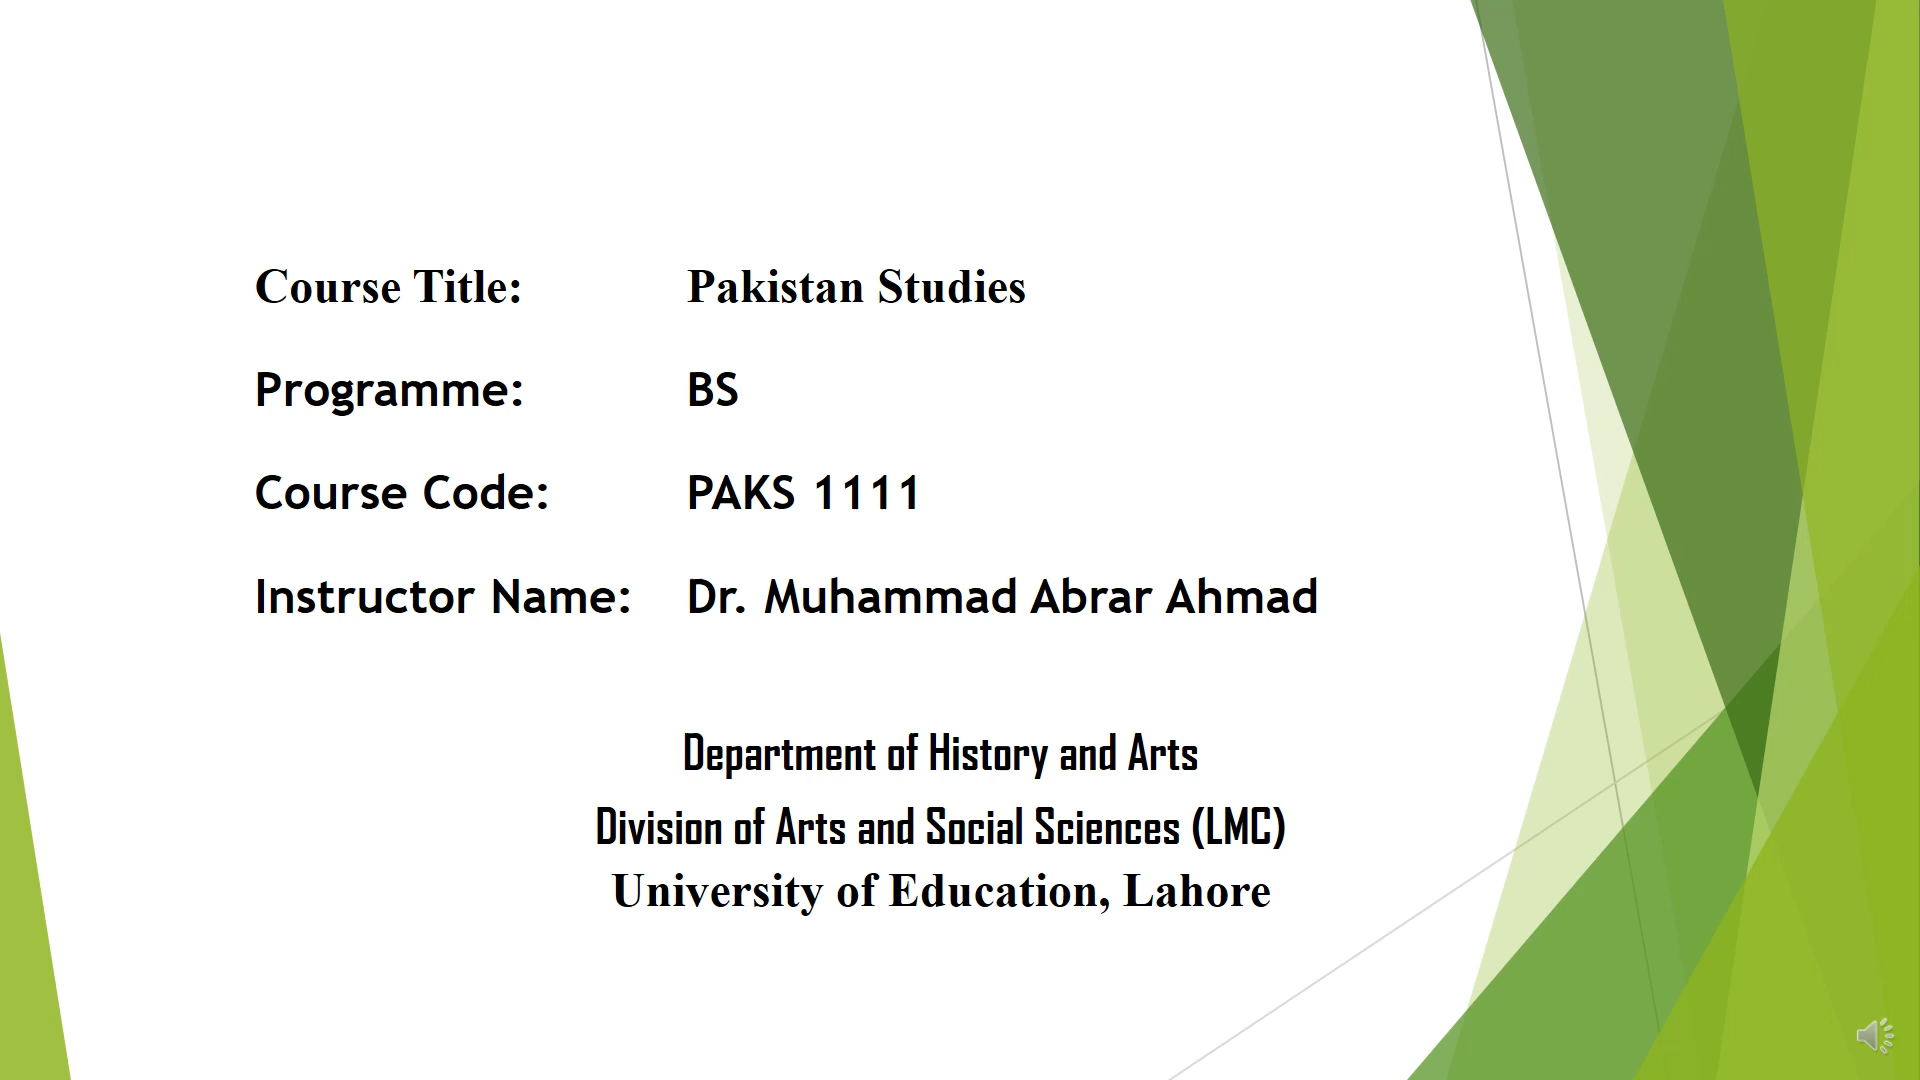 Course Title: Pakistan Studies
Programme: BS
Course Code: PAKS 1111
Instructor Name: Dr. Muhammad Abrar Ahmad
Department of History and Arts
Division of Arts and Social Sciences (LMC)
University of Education, Lahore